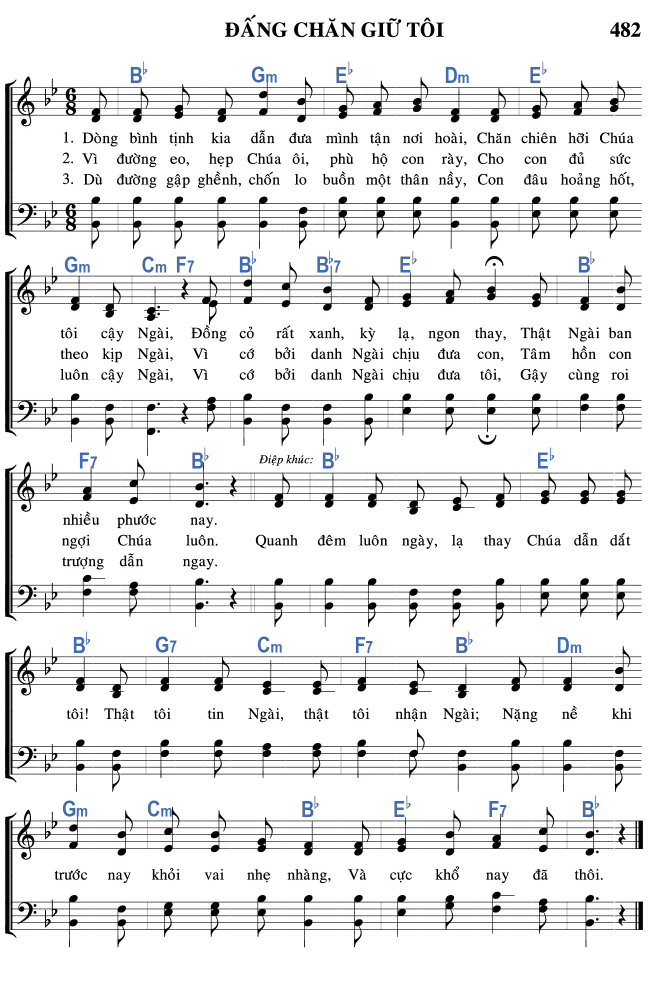 ĐẤNG CHĂN GIỮ TÔI 482
B♭ Gm E♭ Dm E♭
1. Dòng bình tịnh kia dẫn đưa mình tận nơi hoài, Chăn chiên hỡi Chúa
2. Vì đường eo, hẹp Chúa ôi, phù hộ con rày, Cho con đủ sức
3. Dù đường gập ghềnh, chốn lo buồn một thân nầy, Con đâu hoảng hốt,
Gm Cm F7 B♭ B♭7 E♭ B♭
tôi cậy Ngài, Đồng cỏ rất xanh, kỳ lạ, ngon thay, Thật Ngài ban
theo kịp Ngài, Vì cớ bởi danh Ngài chịu đưa con, Tâm hồn con
luôn cậy Ngài, Vì cớ bởi danh Ngài chịu đưa tôi, Gậy cùng roi
F7 B♭ Điệp khúc: B♭ E♭
nhiều phước nay.
ngợi Chúa luôn. Quanh đêm luôn ngày, lạ thay Chúa dẫn dắt
trượng dẫn ngay.
B♭ G7 Cm F7 B♭ Dm
tôi! Thật tôi tin Ngài, thật tôi nhận Ngài; Nặng nề khi
Gm Cm B♭ E♭ F7 B♭
trước nay khỏi vai nhẹ nhàng, Và cực khổ nay đã thôi.